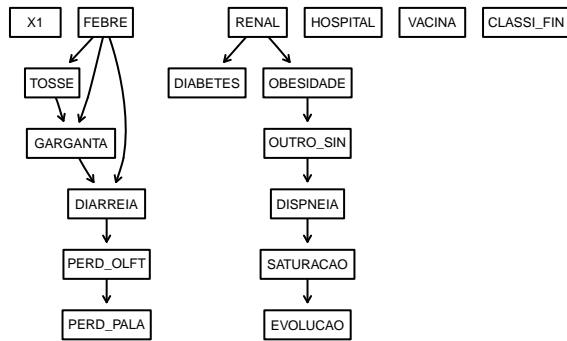 X1 FEBRE RENAL HOSPITAL VACINA CLASSI_FIN
TOSSE DIABETES OBESIDADE
GARGANTA OUTRO_SIN
DIARREIA DISPNEIA
PERD_OLFT SATURACAO
PERD_PALA EVOLUCAO